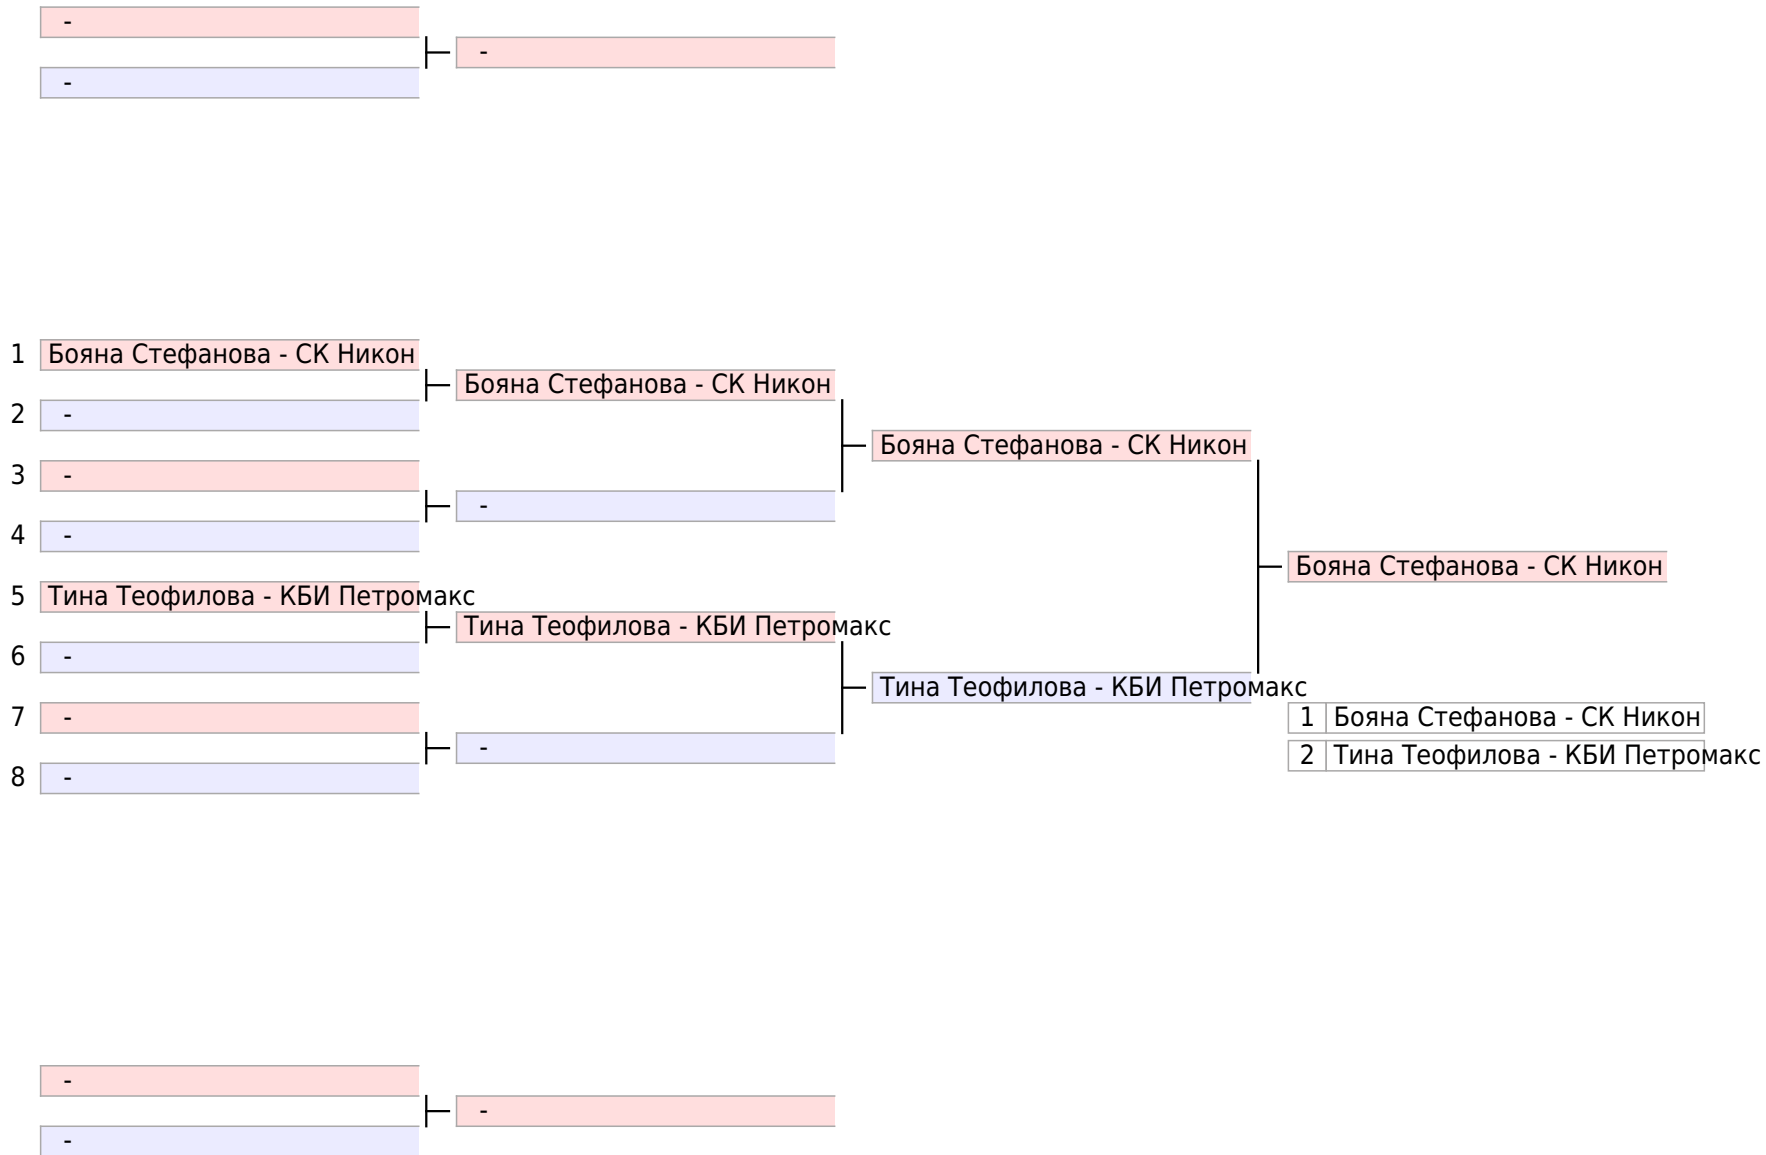 -
-
-
1 Бояна Стефанова - СК Никон
Бояна Стефанова - СК Никон
2 -
Бояна Стефанова - СК Никон
3 -
-
4 -
Бояна Стефанова - СК Никон
5 Тина Теофилова - КБИ Петромакс
Тина Теофилова - КБИ Петромакс
6 -
Тина Теофилова - КБИ Петромакс
7 -
1 Бояна Стефанова - СК Никон
-
2 Тина Теофилова - КБИ Петромакс
8 -
-
-
-